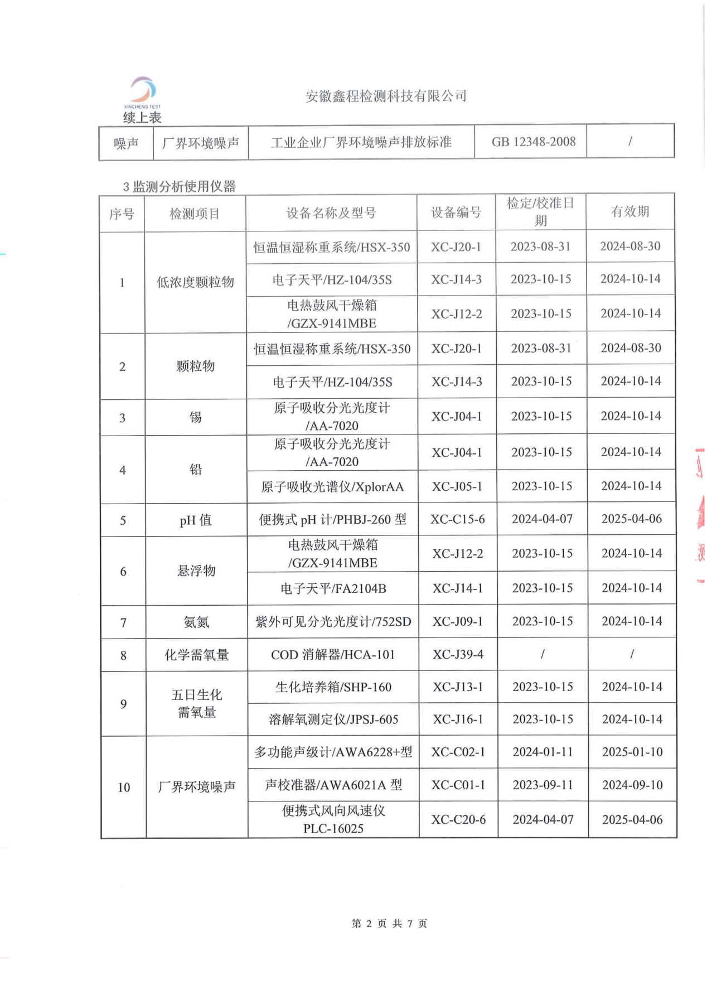 XINCHENG TEST
安徽鑫程检测科技有限公司
续上表
噪声 厂界环境噪声 工业企业厂界环境噪声排放标准 GB 12348-2008 /
3 监测分析使用仪器
序号 检测项目 设备名称及型号 设备编号 检定/校准日期 有效期
1 低浓度颗粒物 恒温恒湿称重系统/HSX-350 XC-J20-1 2023-08-31 2024-08-30
电子天平/HZ-104/35S XC-J14-3 2023-10-15 2024-10-14
电热鼓风干燥箱
/GZX-9141MBE XC-J12-2 2023-10-15 2024-10-14
2 颗粒物 恒温恒湿称重系统/HSX-350 XC-J20-1 2023-08-31 2024-08-30
电子天平/HZ-104/35S XC-J14-3 2023-10-15 2024-10-14
3 锡 原子吸收分光光度计
/AA-7020 XC-J04-1 2023-10-15 2024-10-14
4 铅 原子吸收分光光度计
/AA-7020 XC-J04-1 2023-10-15 2024-10-14
原子吸收光谱仪/XplorAA XC-J05-1 2023-10-15 2024-10-14
5 pH 值 便携式 pH 计/PHBJ-260 型 XC-C15-6 2024-04-07 2025-04-06
6 悬浮物 电热鼓风干燥箱
/GZX-9141MBE XC-J12-2 2023-10-15 2024-10-14
电子天平/FA2104B XC-J14-1 2023-10-15 2024-10-14
7 氨氮 紫外可见分光光度计/752SD XC-J09-1 2023-10-15 2024-10-14
8 化学需氧量 COD 消解器/HCA-101 XC-J39-4 / /
9 五日生化
需氧量 生化培养箱/SHP-160 XC-J13-1 2023-10-15 2024-10-14
溶解氧测定仪/JPSJ-605 XC-J16-1 2023-10-15 2024-10-14
10 厂界环境噪声 多功能声级计/AWA6228+型 XC-C02-1 2024-01-11 2025-01-10
声校准器/AWA6021A 型 XC-C01-1 2023-09-11 2024-09-10
便携式风向风速仪
PLC-16025 XC-C20-6 2024-04-07 2025-04-06
测
第 2 页 共 7 页